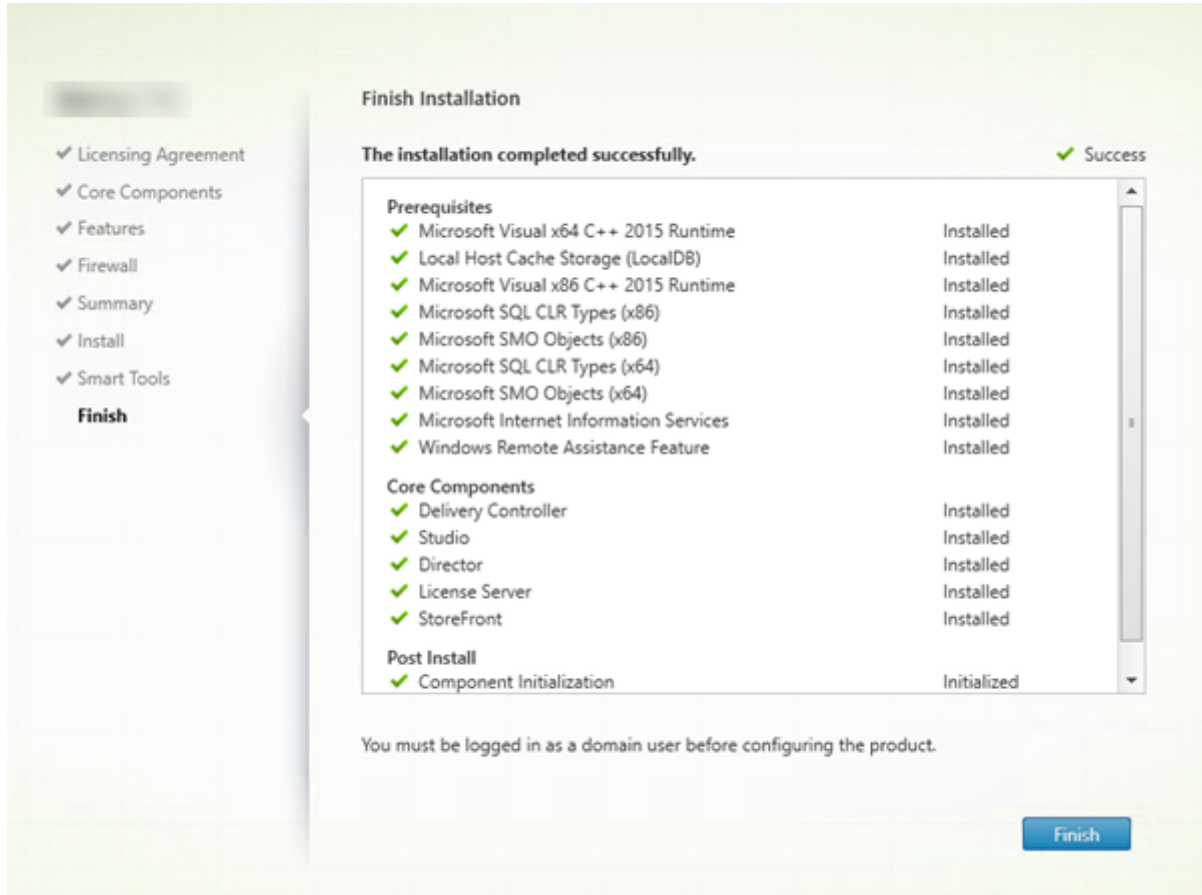 Finish Installation
Licensing Agreement
Core Components
Features
Firewall
Summary
Install
Smart Tools
Finish
The installation completed successfully. Success
Prerequisites
Microsoft Visual x64 C++ 2015 Runtime Installed
Local Host Cache Storage (LocalDB) Installed
Microsoft Visual x86 C++ 2015 Runtime Installed
Microsoft SQL CLR Types (x86) Installed
Microsoft SMO Objects (x86) Installed
Microsoft SQL CLR Types (x64) Installed
Microsoft SMO Objects (x64) Installed
Microsoft Internet Information Services Installed
Windows Remote Assistance Feature Installed
Core Components
Delivery Controller Installed
Studio Installed
Director Installed
License Server Installed
StoreFront Installed
Post Install
Component Initialization Initialized
You must be logged in as a domain user before configuring the product.
Finish